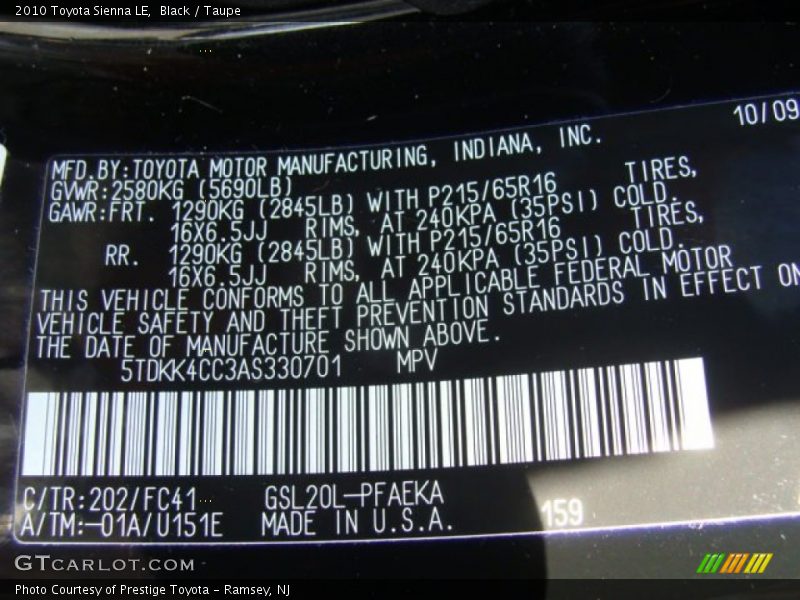 2010 Toyota Sienna LE, Black / Taupe
10/09
MFD.BY:TOYOTA MOTOR MANUFACTURING, INDIANA, INC.
GVWR:2580KG (5690LB)
GAWR:FRT. 1290KG (2845LB) WITH P215/65R16 TIRES,
16X6.5JJ RIMS, AT 240KPA (35PSI) COLD.
RR. 1290KG (2845LB) WITH P215/65R16 TIRES,
16X6.5JJ RIMS, AT 240KPA (35PSI) COLD.
THIS VEHICLE CONFORMS TO ALL APPLICABLE FEDERAL MOTOR
VEHICLE SAFETY AND THEFT PREVENTION STANDARDS IN EFFECT ON
THE DATE OF MANUFACTURE SHOWN ABOVE.
5TDKK4CC3AS330701 MPV
C/TR:202/FC41 GSL20L-PFAEKA
A/TM:-01A/U151E MADE IN U.S.A. 159
GTCARLOT.COM
Photo Courtesy of Prestige Toyota - Ramsey, NJ